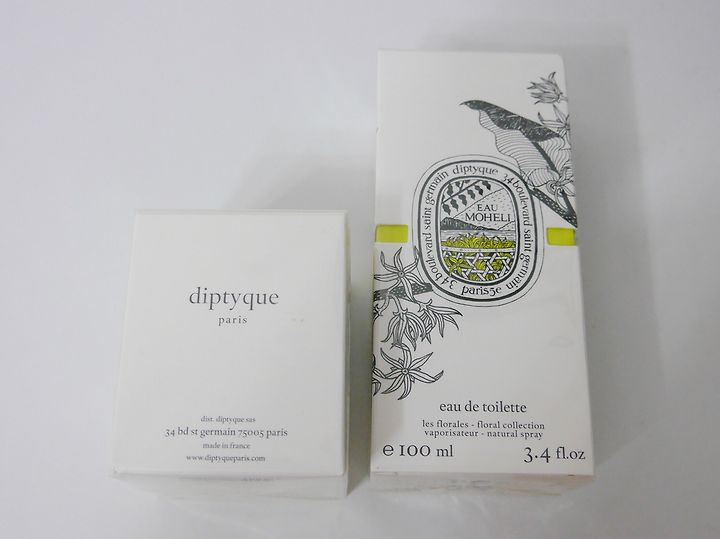 diptyque
paris
dist. diptyque sas
34 bd st germain 75005 paris
made in france
www.diptyqueparis.com
34 boulevard saint germain diptyque 34 boulevard saint germain paris5e
EAU
MOHELI
eau de toilette
les florales - floral collection
vaporisateur - natural spray
e 100 ml 3.4 fl.oz